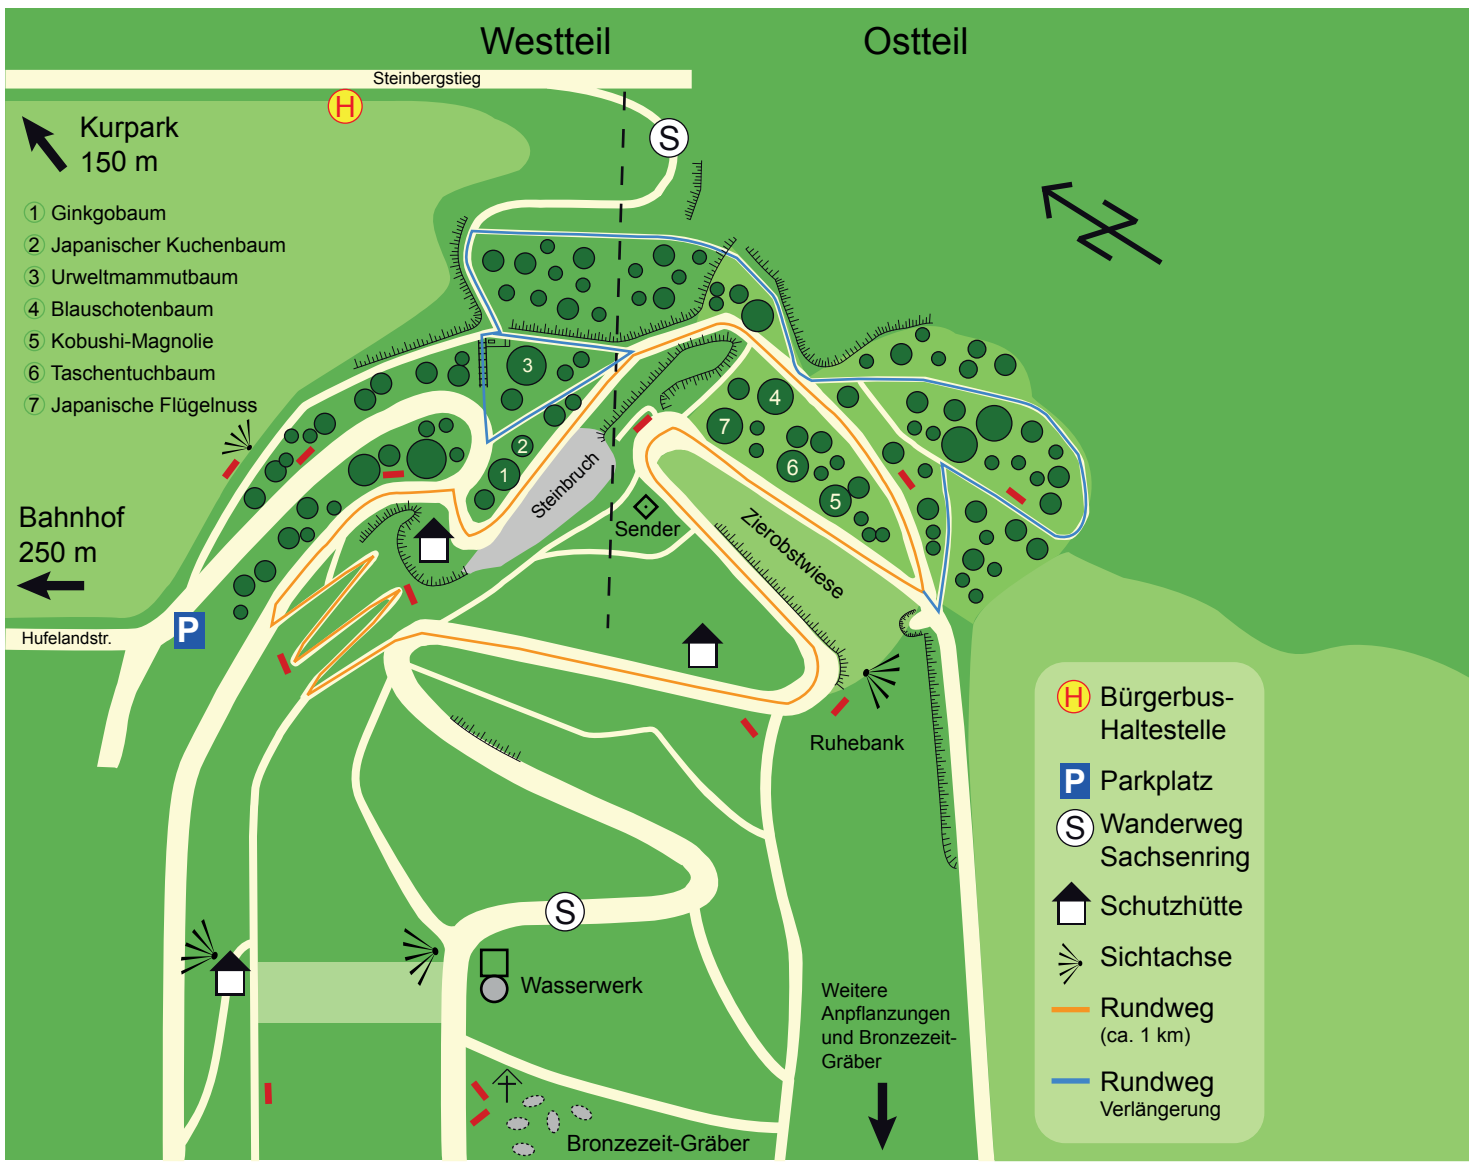 Westteil
Ostteil
Steinbergstieg
H
S
Kurpark
150 m
N
1 Ginkgobaum
2 Japanischer Kuchenbaum
3 Urweltmammutbaum
4 Blauschotenbaum
5 Kobushi-Magnolie
6 Taschentuchbaum
7 Japanische Flügelnuss
3
4
7
2
1
6
5
Steinbruch
Sender
Zierobstwiese
Bahnhof
250 m
Hufelandstr.
P
Ruhebank
S
Wasserwerk
Weitere
Anpflanzungen
und Bronzezeit-
Gräber
Bronzezeit-Gräber
H Bürgerbus-
Haltestelle
P Parkplatz
S Wanderweg
Sachsenring
Schutzhütte
Sichtachse
Rundweg
(ca. 1 km)
Rundweg
Verlängerung